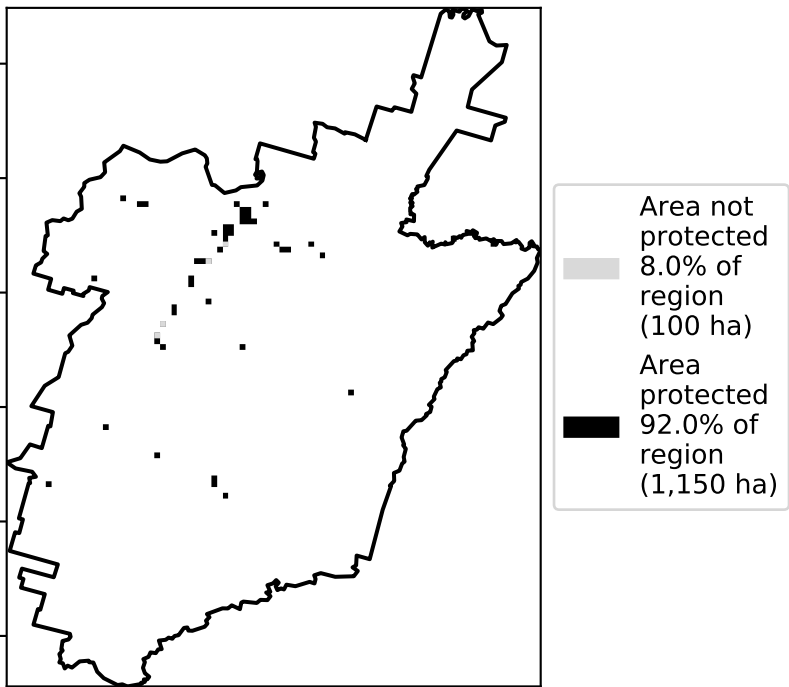 Area not
protected
8.0% of
region
(100 ha)
Area
protected
92.0% of
region
(1,150 ha)